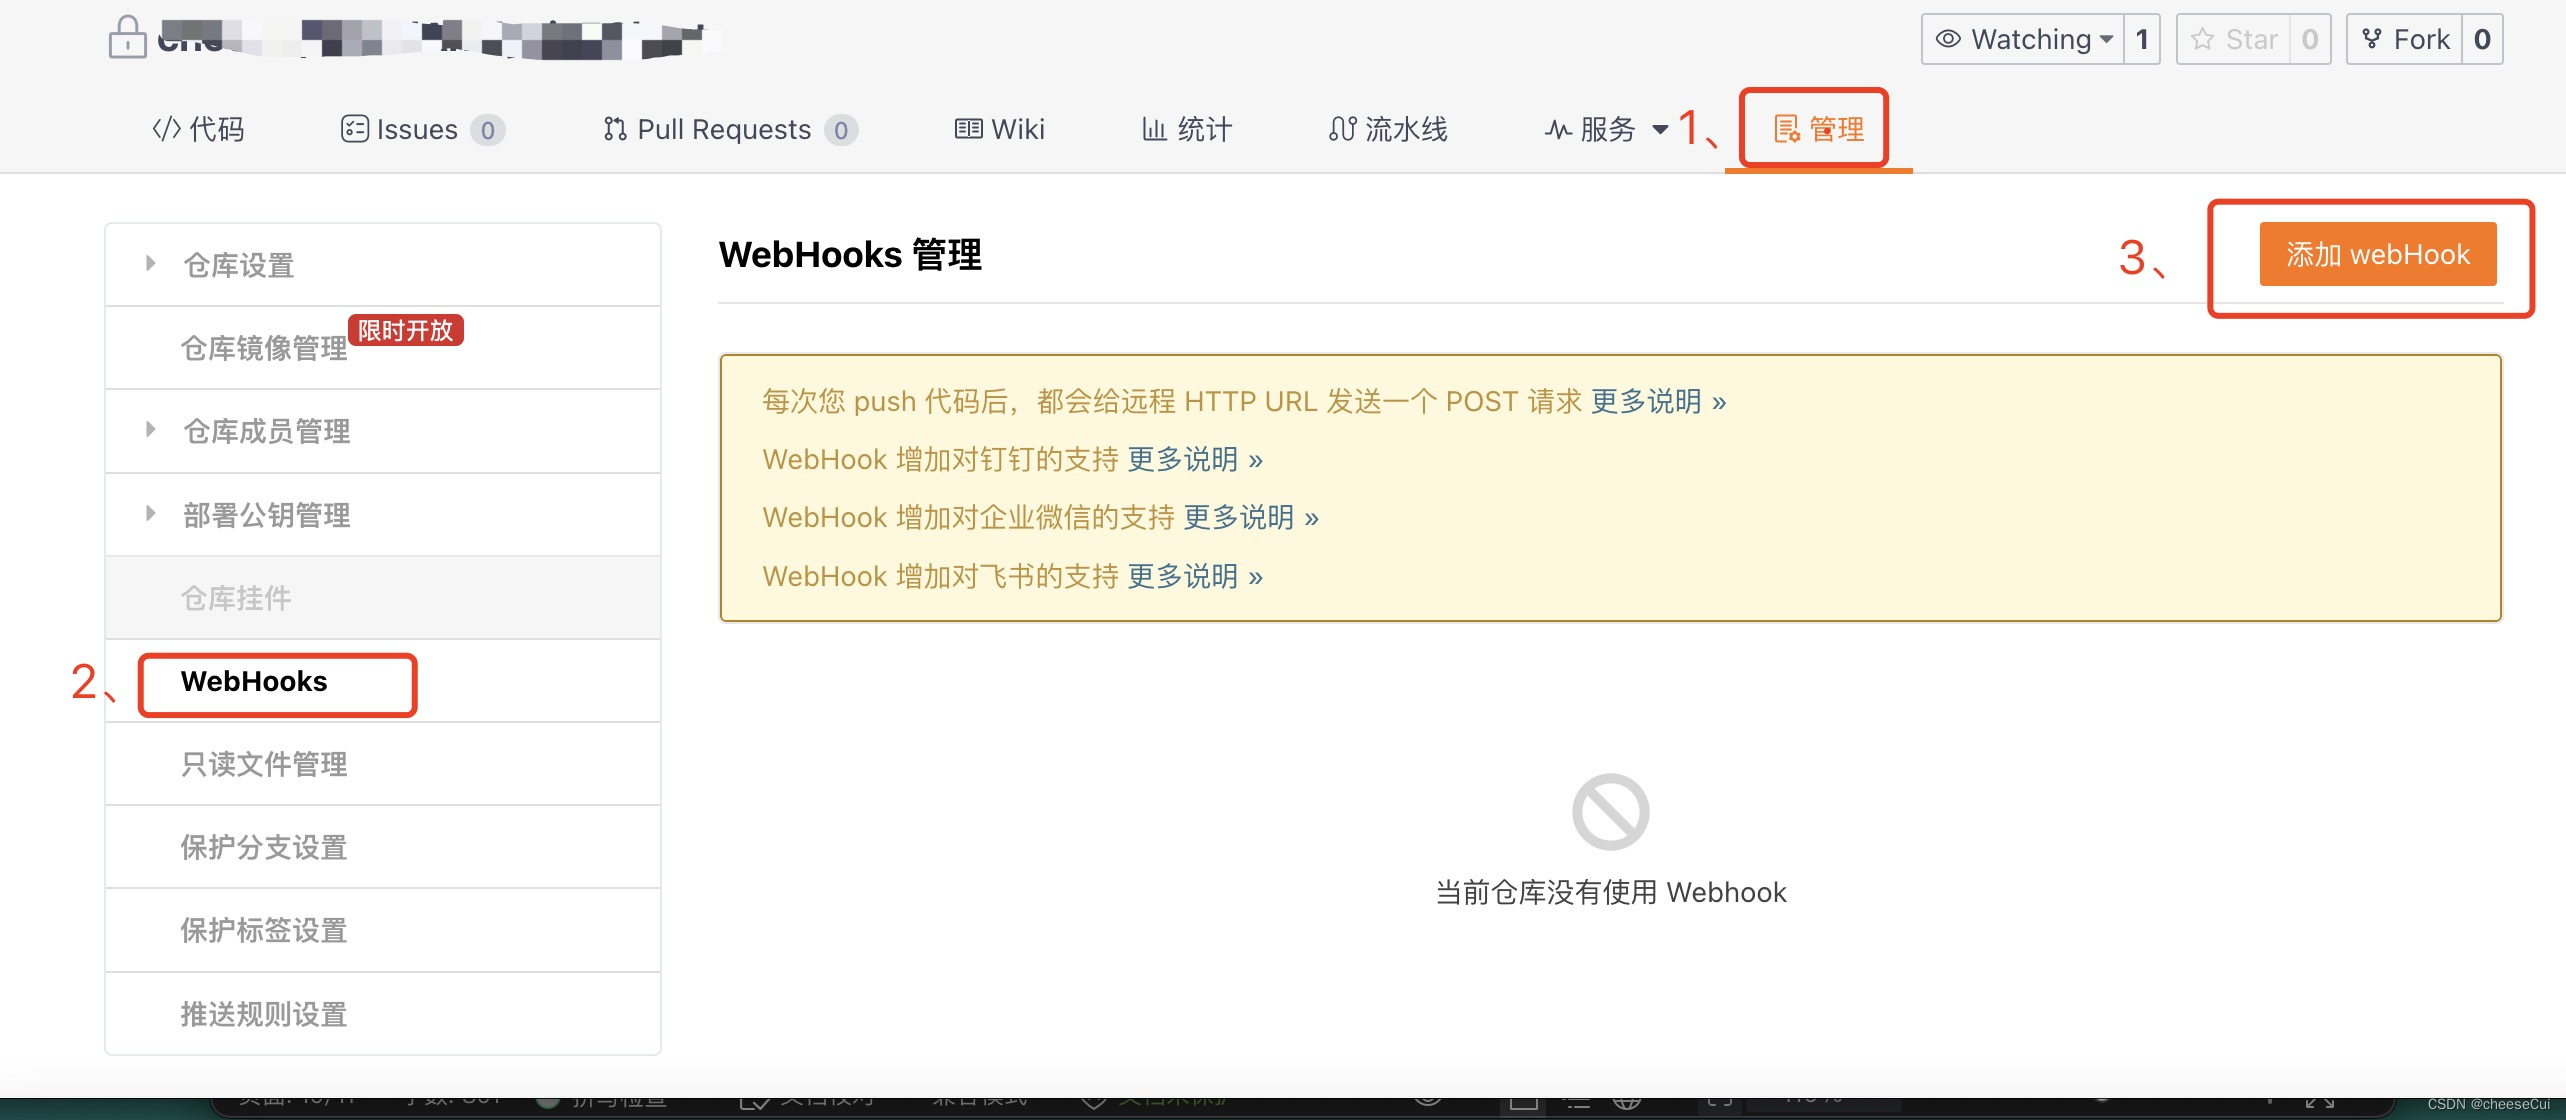 Watching 1 Star 0 Fork 0
代码 Issues 0 Pull Requests 0 Wiki 统计 流水线 服务 1、 管理
仓库设置
仓库镜像管理 限时开放
仓库成员管理
部署公钥管理
仓库挂件
2、 WebHooks
只读文件管理
保护分支设置
保护标签设置
推送规则设置
WebHooks 管理
3、 添加 webHook
每次您 push 代码后，都会给远程 HTTP URL 发送一个 POST 请求 更多说明 »
WebHook 增加对钉钉的支持 更多说明 »
WebHook 增加对企业微信的支持 更多说明 »
WebHook 增加对飞书的支持 更多说明 »
当前仓库没有使用 Webhook
CSDN @cheeseCui